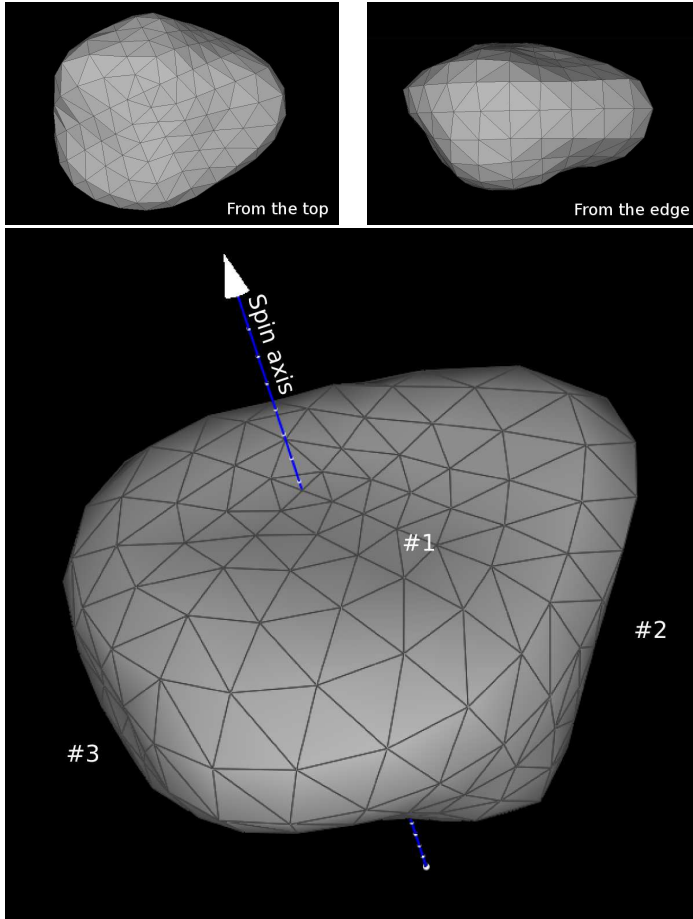 From the top
From the edge
Spin axis
#1
#2
#3